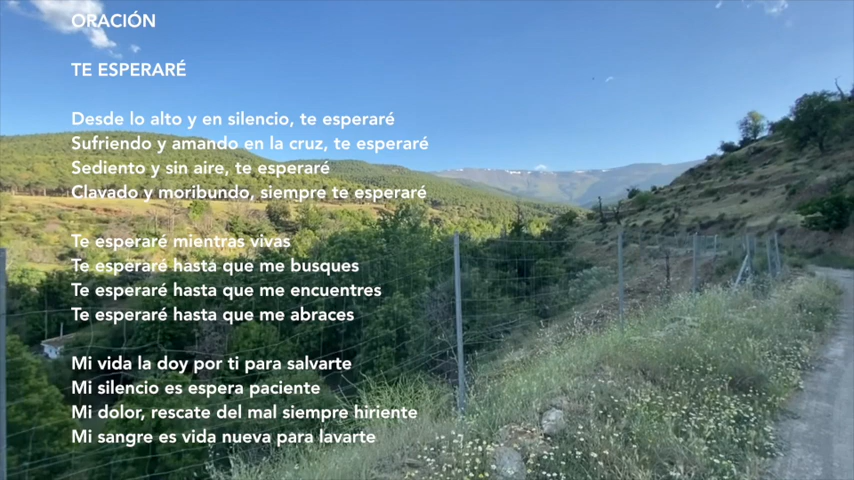 ORACIÓN
TE ESPERARÉ
Desde lo alto y en silencio, te esperaré
Sufriendo y amando en la cruz, te esperaré
Sediento y sin aire, te esperaré
Clavado y moribundo, siempre te esperaré
Te esperaré mientras vivas
Te esperaré hasta que me busques
Te esperaré hasta que me encuentres
Te esperaré hasta que me abraces
Mi vida la doy por ti para salvarte
Mi silencio es espera paciente
Mi dolor, rescate del mal siempre hiriente
Mi sangre es vida nueva para lavarte